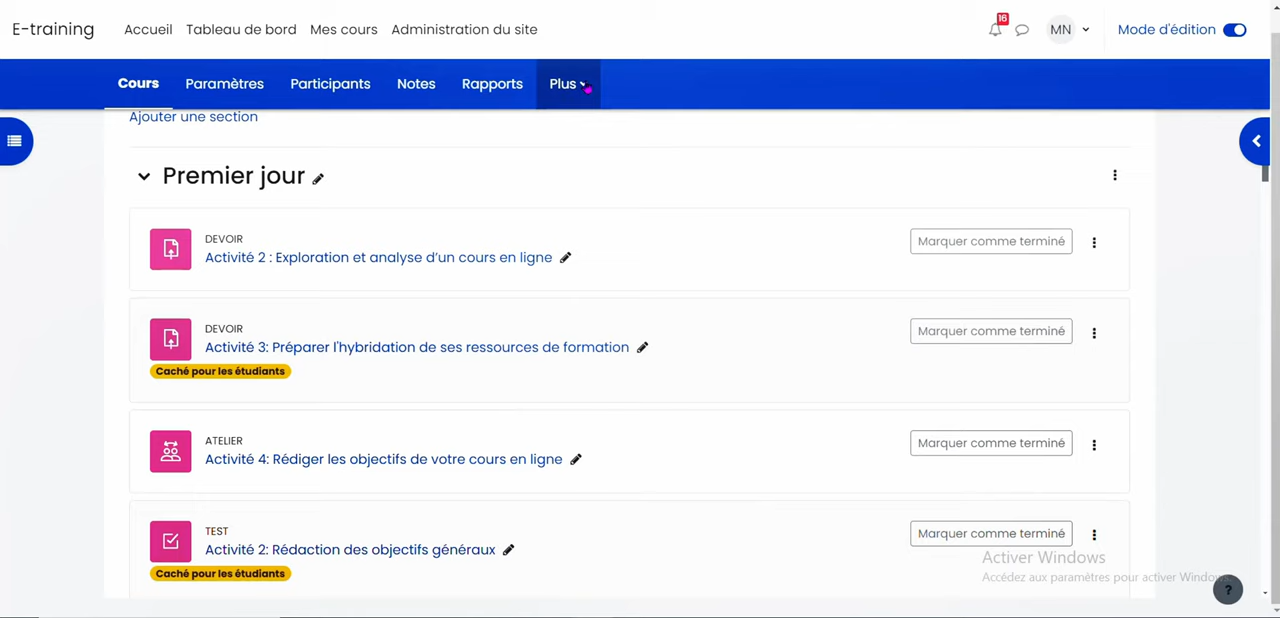 E-training Accueil Tableau de bord Mes cours Administration du site 16 MN Mode d'édition
Cours Paramètres Participants Notes Rapports Plus
Ajouter une section
Premier jour
DEVOIR
Activité 2 : Exploration et analyse d'un cours en ligne
Marquer comme terminé
DEVOIR
Activité 3: Préparer l'hybridation de ses ressources de formation
Marquer comme terminé
Caché pour les étudiants
ATELIER
Activité 4: Rédiger les objectifs de votre cours en ligne
Marquer comme terminé
TEST
Activité 2: Rédaction des objectifs généraux
Marquer comme terminé
Caché pour les étudiants
Activer Windows
Accédez aux paramètres pour activer Windows.
?